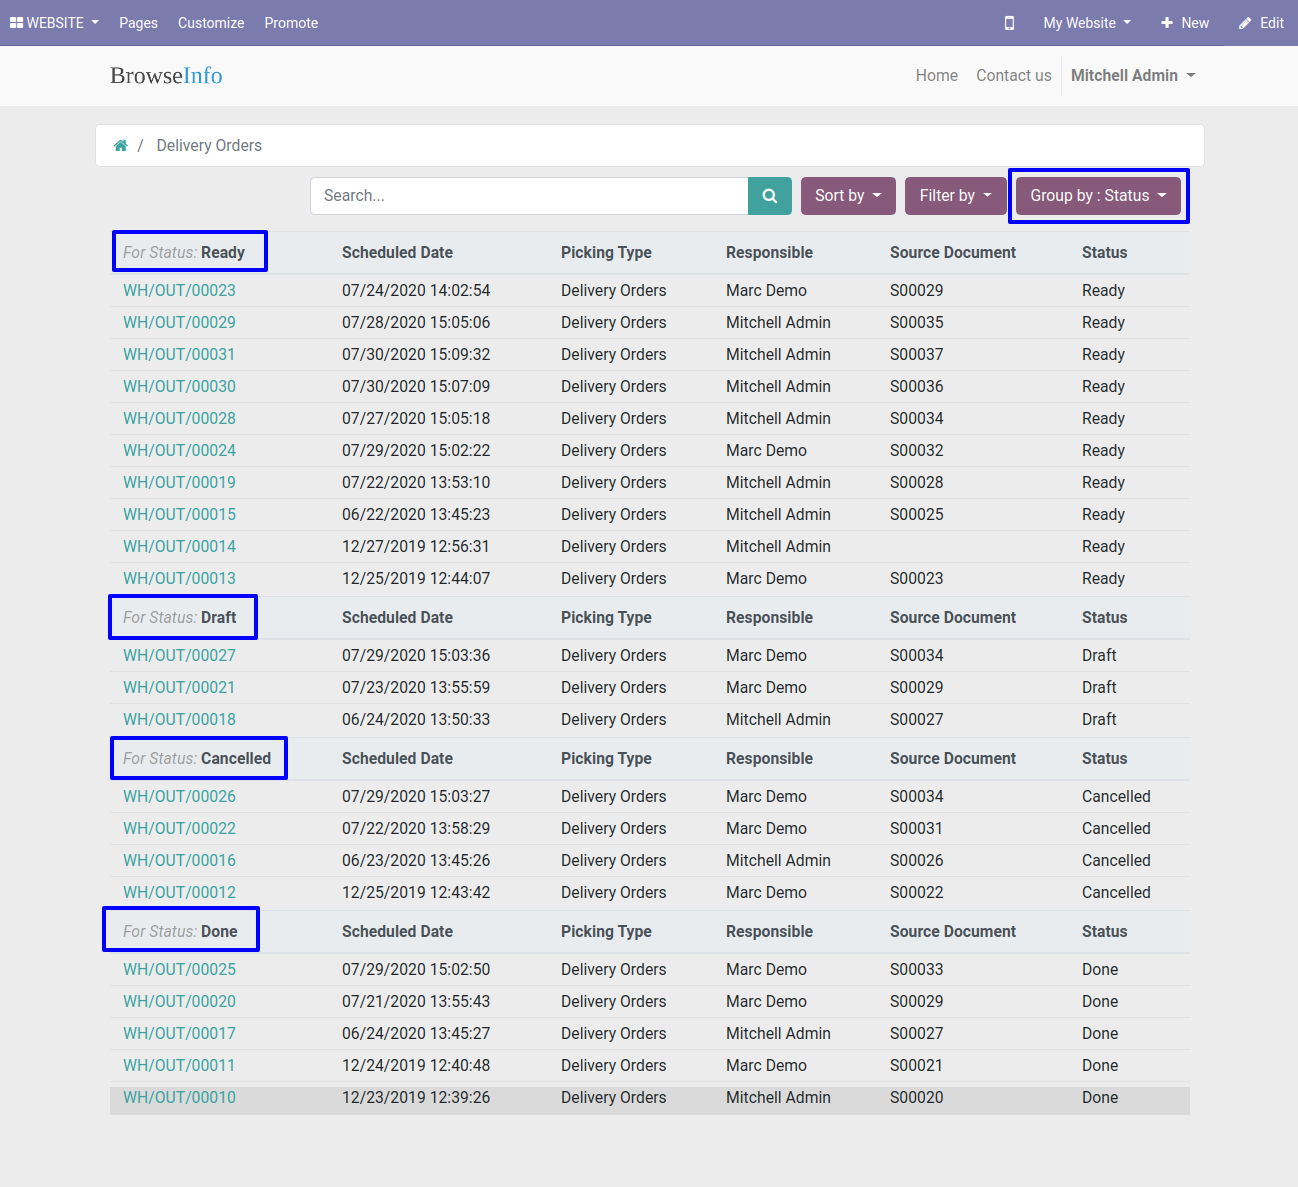 WEBSITE Pages Customize Promote My Website New Edit
BrowseInfo Home Contact us Mitchell Admin
/ Delivery Orders
Search... Sort by Filter by Group by : Status
For Status: Ready Scheduled Date Picking Type Responsible Source Document Status
WH/OUT/00023 07/24/2020 14:02:54 Delivery Orders Marc Demo S00029 Ready
WH/OUT/00029 07/28/2020 15:05:06 Delivery Orders Mitchell Admin S00035 Ready
WH/OUT/00031 07/30/2020 15:09:32 Delivery Orders Mitchell Admin S00037 Ready
WH/OUT/00030 07/30/2020 15:07:09 Delivery Orders Mitchell Admin S00036 Ready
WH/OUT/00028 07/27/2020 15:05:18 Delivery Orders Mitchell Admin S00034 Ready
WH/OUT/00024 07/29/2020 15:02:22 Delivery Orders Marc Demo S00032 Ready
WH/OUT/00019 07/22/2020 13:53:10 Delivery Orders Mitchell Admin S00028 Ready
WH/OUT/00015 06/22/2020 13:45:23 Delivery Orders Mitchell Admin S00025 Ready
WH/OUT/00014 12/27/2019 12:56:31 Delivery Orders Mitchell Admin Ready
WH/OUT/00013 12/25/2019 12:44:07 Delivery Orders Marc Demo S00023 Ready
For Status: Draft Scheduled Date Picking Type Responsible Source Document Status
WH/OUT/00027 07/29/2020 15:03:36 Delivery Orders Marc Demo S00034 Draft
WH/OUT/00021 07/23/2020 13:55:59 Delivery Orders Marc Demo S00029 Draft
WH/OUT/00018 06/24/2020 13:50:33 Delivery Orders Mitchell Admin S00027 Draft
For Status: Cancelled Scheduled Date Picking Type Responsible Source Document Status
WH/OUT/00026 07/29/2020 15:03:27 Delivery Orders Marc Demo S00034 Cancelled
WH/OUT/00022 07/22/2020 13:58:29 Delivery Orders Marc Demo S00031 Cancelled
WH/OUT/00016 06/23/2020 13:45:26 Delivery Orders Mitchell Admin S00026 Cancelled
WH/OUT/00012 12/25/2019 12:43:42 Delivery Orders Marc Demo S00022 Cancelled
For Status: Done Scheduled Date Picking Type Responsible Source Document Status
WH/OUT/00025 07/29/2020 15:02:50 Delivery Orders Marc Demo S00033 Done
WH/OUT/00020 07/21/2020 13:55:43 Delivery Orders Marc Demo S00029 Done
WH/OUT/00017 06/24/2020 13:45:27 Delivery Orders Mitchell Admin S00027 Done
WH/OUT/00011 12/24/2019 12:40:48 Delivery Orders Marc Demo S00021 Done
WH/OUT/00010 12/23/2019 12:39:26 Delivery Orders Mitchell Admin S00020 Done